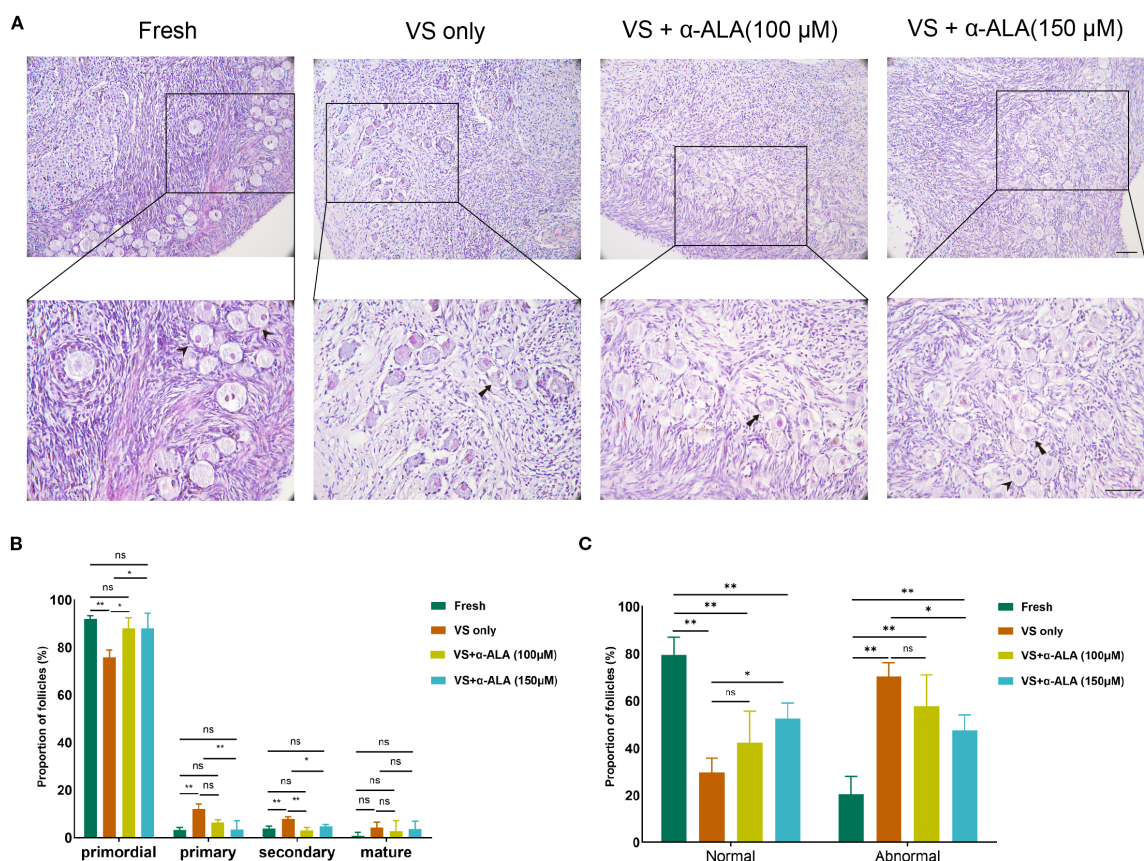 A
Fresh
VS only
VS + α-ALA(100 μM)
VS + α-ALA(150 μM)
B
ns
ns
*
** *
ns
ns
**
** ns
ns
ns
*
** **
ns
ns
ns
ns ns
Proportion of follicles (%)
100
80
60
40
20
0
primordial
primary
secondary
mature
Fresh
VS only
VS+α-ALA (100μM)
VS+α-ALA (150μM)
C
**
**
**
*
ns
**
*
**
** ns
Proportion of follicles (%)
100
80
60
40
20
0
Normal
Abnormal
Fresh
VS only
VS+α-ALA (100μM)
VS+α-ALA (150μM)